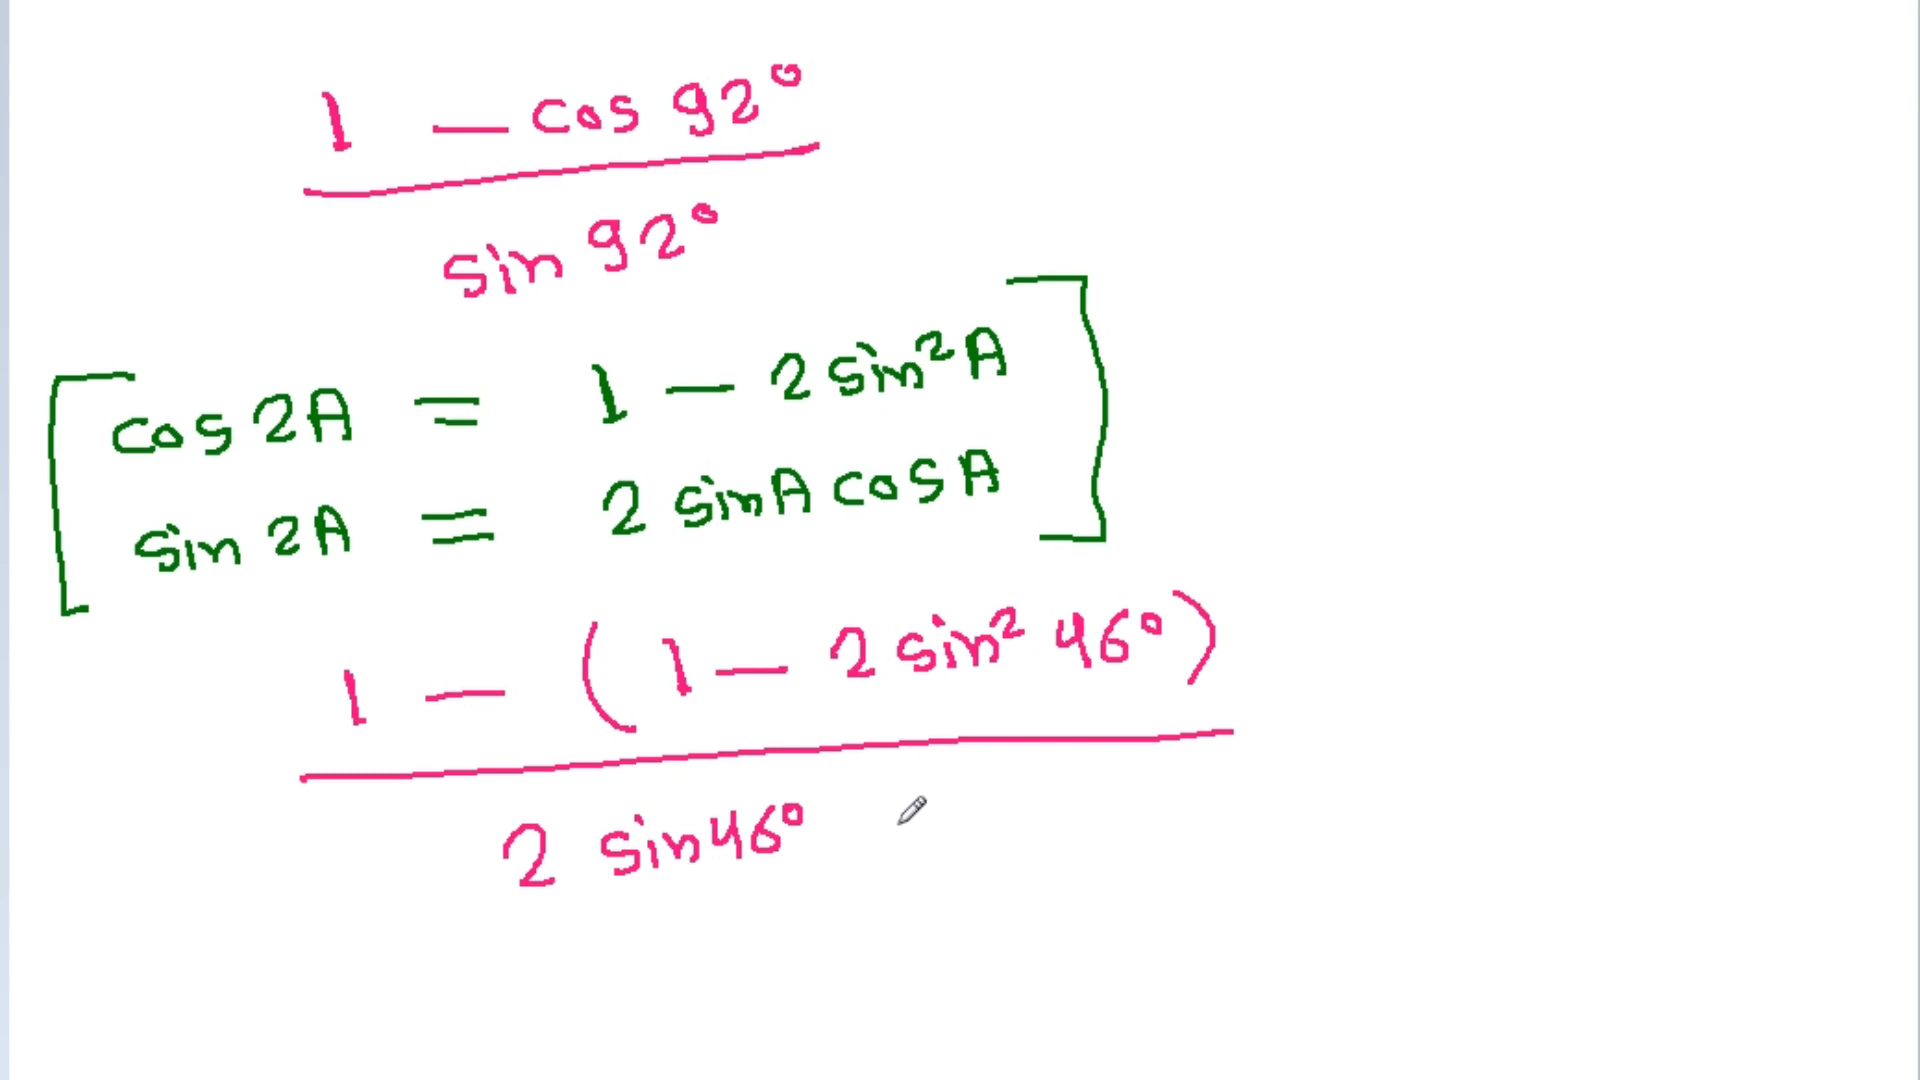 1 - cos 92°
sin 92°
cos 2A = 1 - 2 sin²A
sin 2A = 2 sinA cosA
1 - (1 - 2 sin² 46°)
2 sin46°